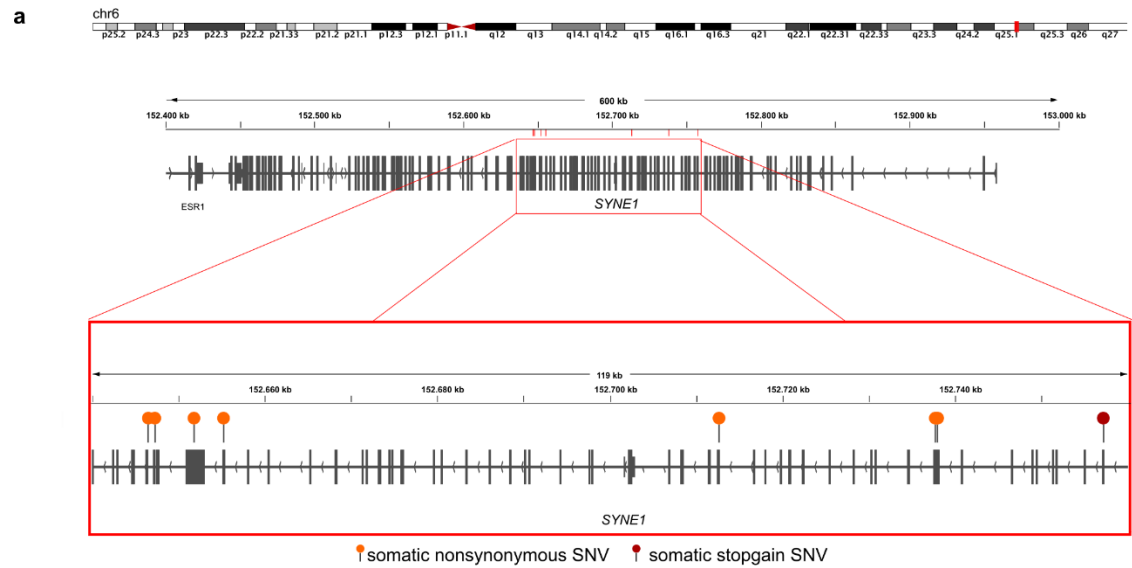 a
chr6
p25.2 p24.3 p23 p22.3 p22.2 p21.33 p21.2 p21.1 p12.3 p12.1 p11.1 q12 q13 q14.1 q14.2 q15 q16.1 q16.3 q21 q22.1 q22.31 q22.33 q23.3 q24.2 q25.1 q25.3 q26 q27
600 kb
152.400 kb 152.500 kb 152.600 kb 152.700 kb 152.800 kb 152.900 kb 153.000 kb
ESR1
SYNE1
119 kb
152.660 kb 152.680 kb 152.700 kb 152.720 kb 152.740 kb
SYNE1
somatic nonsynonymous SNV somatic stopgain SNV